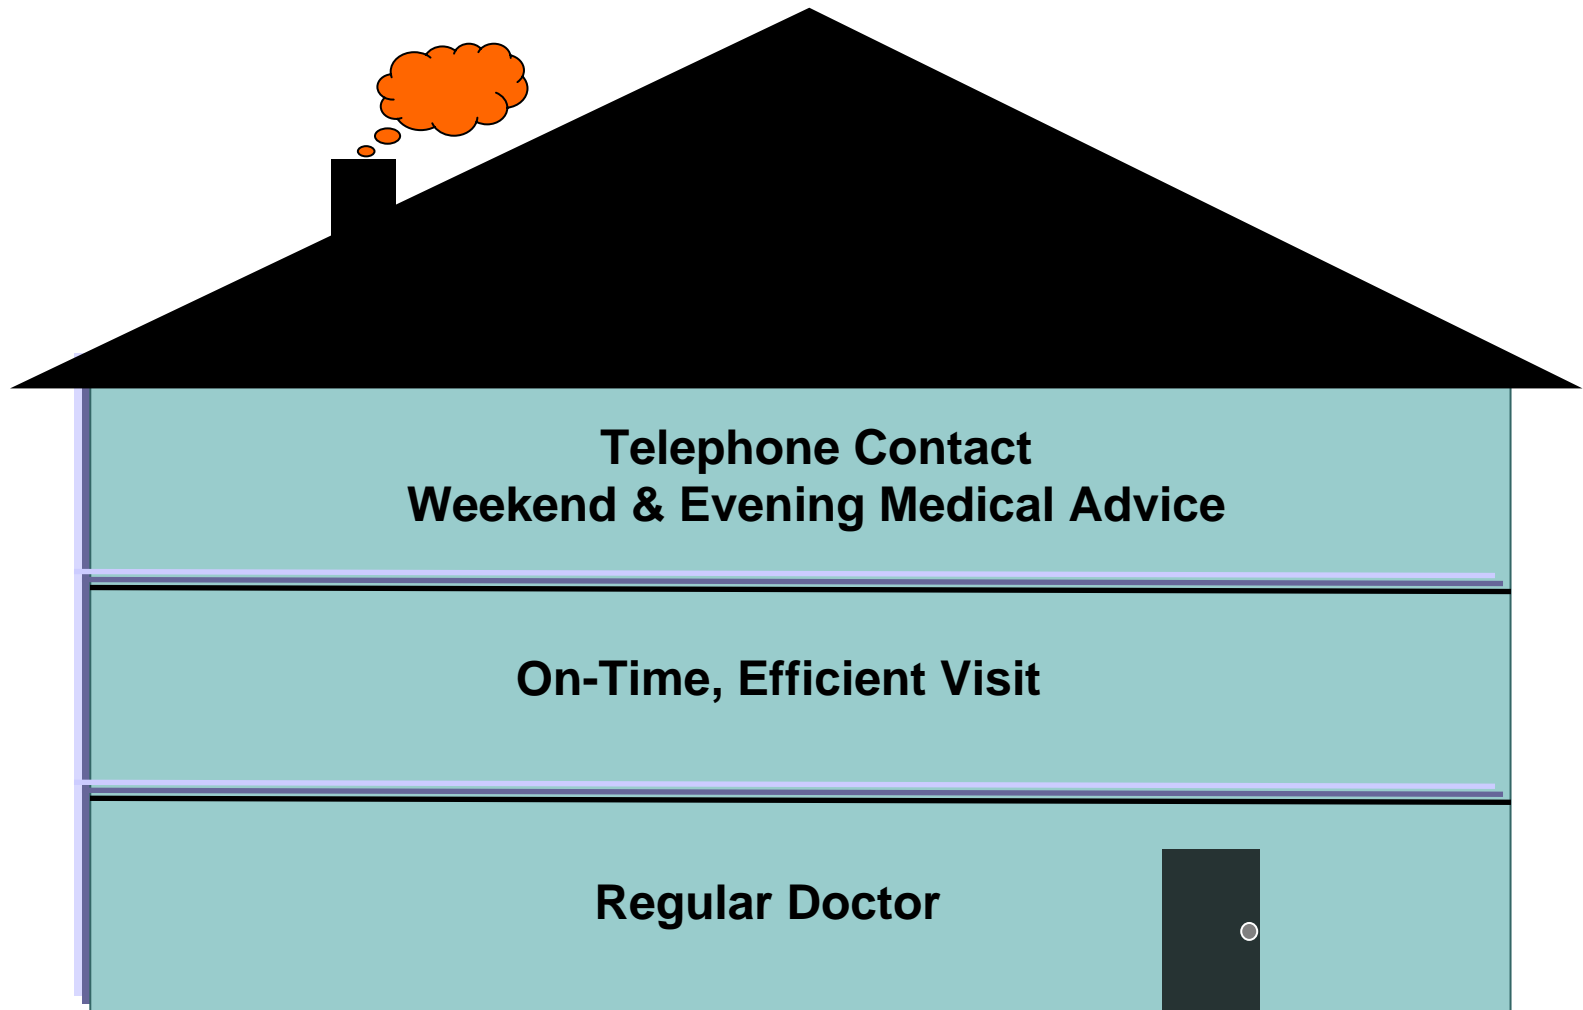 Telephone Contact
Weekend & Evening Medical Advice
On-Time, Efficient Visit
Regular Doctor